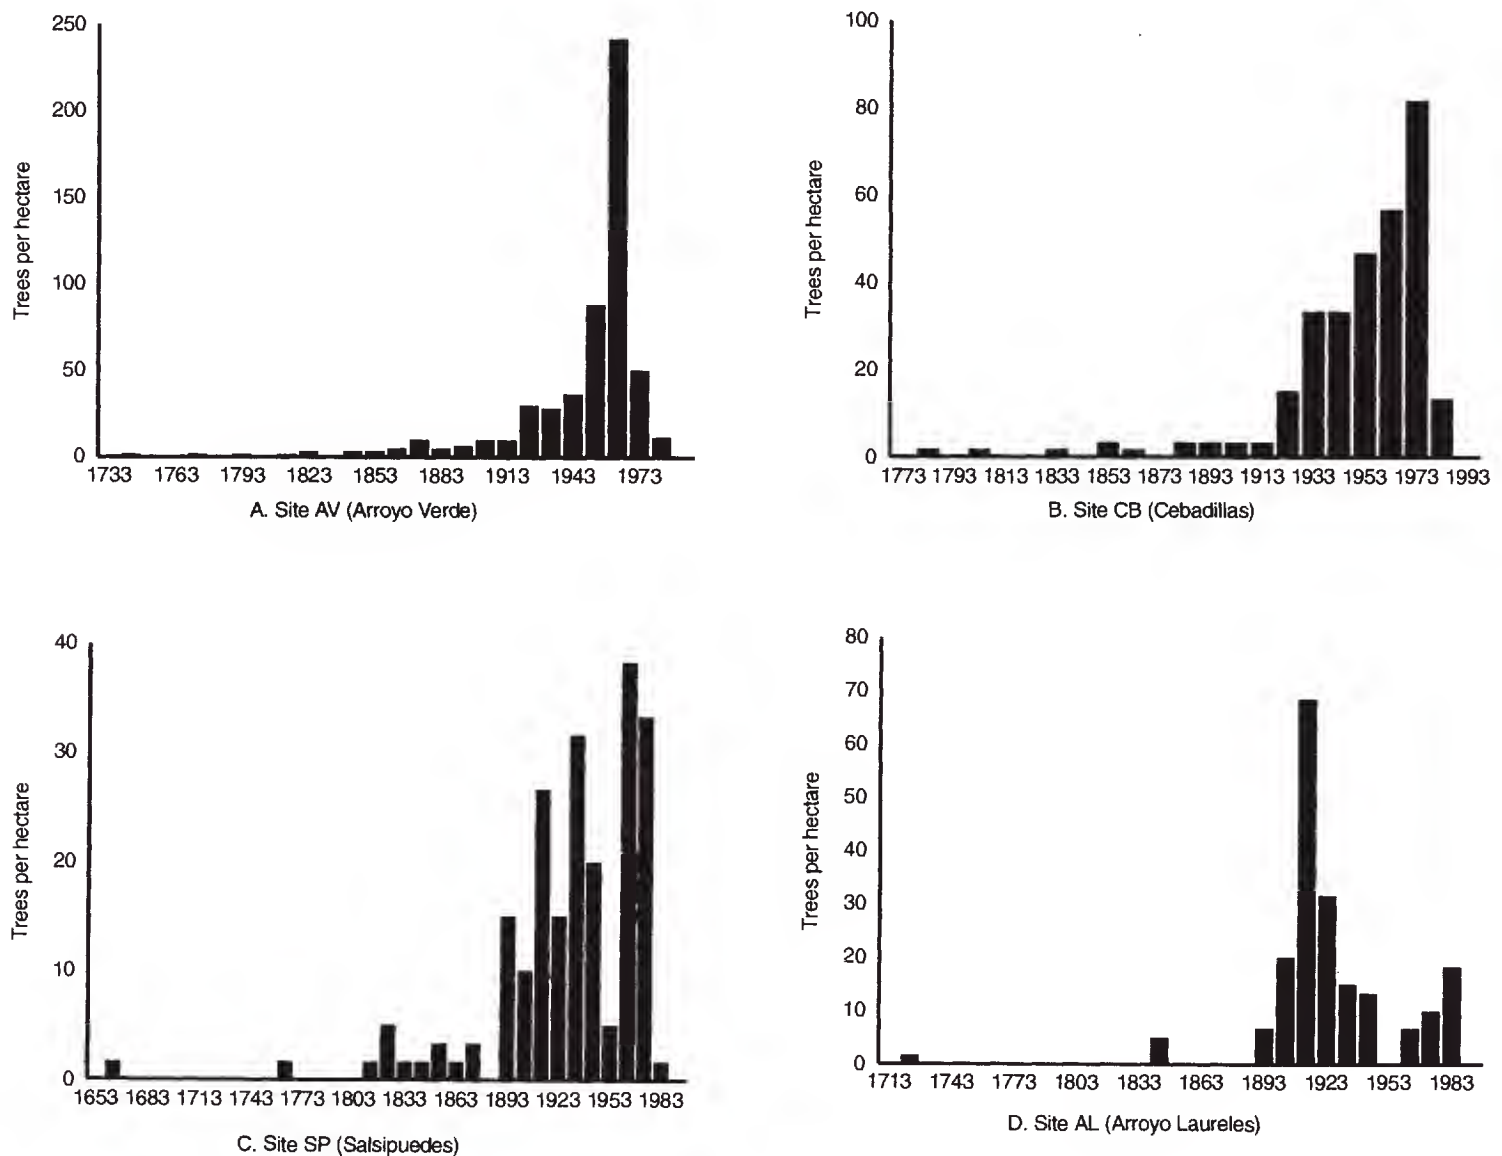 250
200
150
100
50
0
Trees per hectare
1733 1763 1793 1823 1853 1883 1913 1943 1973
A. Site AV (Arroyo Verde)
100
80
60
40
20
0
Trees per hectare
1773 1793 1813 1833 1853 1873 1893 1913 1933 1953 1973 1993
B. Site CB (Cebadillas)
40
30
20
10
0
Trees per hectare
1653 1683 1713 1743 1773 1803 1833 1863 1893 1923 1953 1983
C. Site SP (Salsipuedes)
80
70
60
50
40
30
20
10
0
Trees per hectare
1713 1743 1773 1803 1833 1863 1893 1923 1953 1983
D. Site AL (Arroyo Laureles)